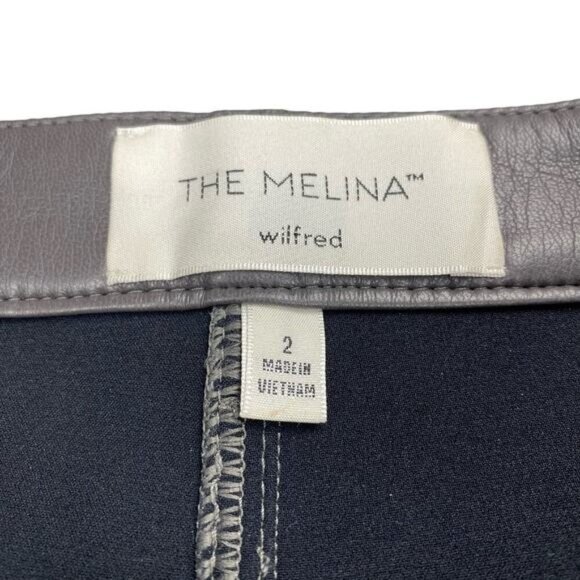 THE MELINA™
wilfred
2
MADE IN
VIETNAM